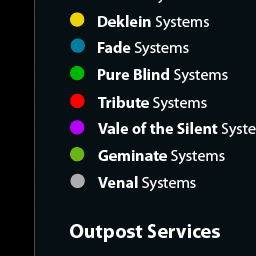 Deklein Systems
Fade Systems
Pure Blind Systems
Tribute Systems
Vale of the Silent Syste
Geminate Systems
Venal Systems
Outpost Services